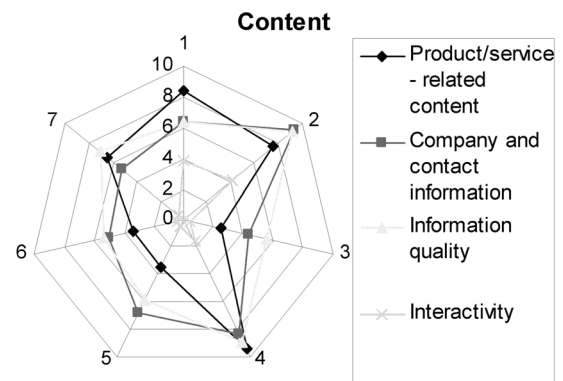 Content
1
10
8
6
4
2
0
2
3
4
5
6
7
Product/service
- related
content
Company and
contact
information
Information
quality
Interactivity